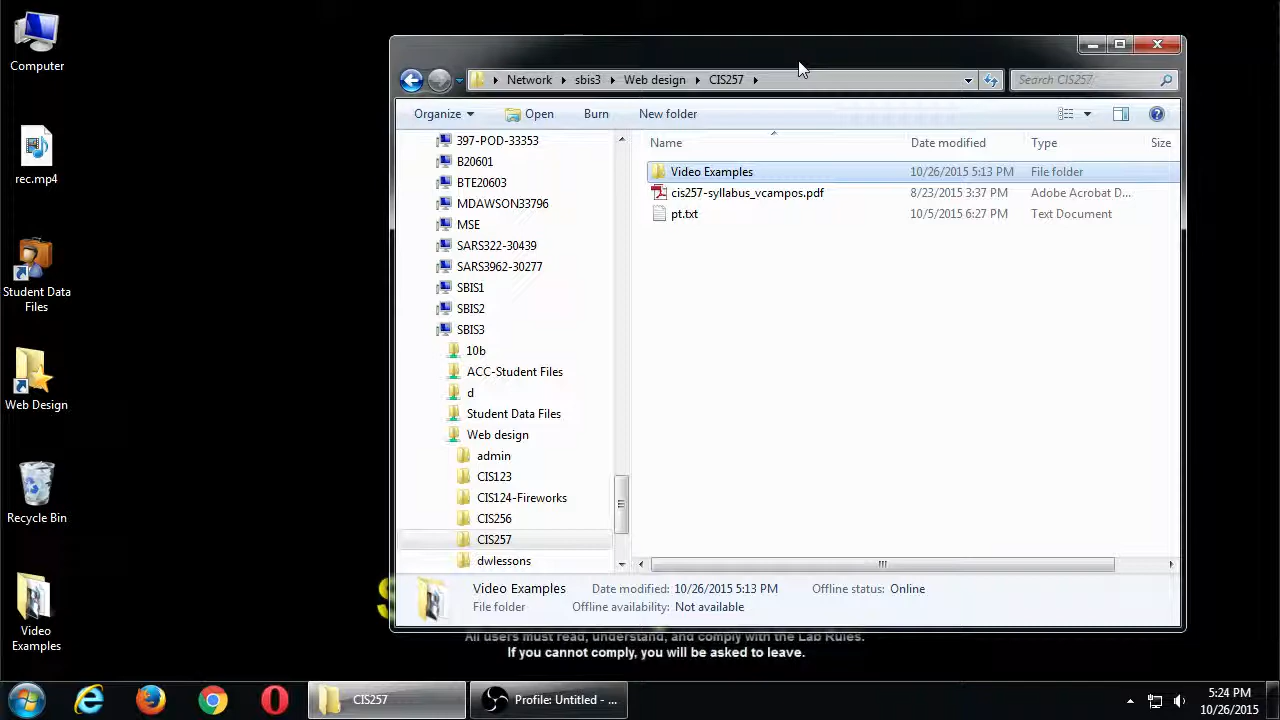 Computer
rec.mp4
Student Data
Files
Web Design
Recycle Bin
Video
Examples
Network
sbis3
Web design
CIS257
Search CIS257
Organize
Open
Burn
New folder
397-POD-33353
B20601
BTE20603
MDAWSON33796
MSE
SARS322-30439
SARS3962-30277
SBIS1
SBIS2
SBIS3
10b
ACC-Student Files
d
Student Data Files
Web design
admin
CIS123
CIS124-Fireworks
CIS256
CIS257
dwlessons
Name Date modified Type Size
Video Examples 10/26/2015 5:13 PM File folder
cis257-syllabus_vcampos.pdf 8/23/2015 3:37 PM Adobe Acrobat D...
pt.txt 10/5/2015 6:27 PM Text Document
Video Examples Date modified: 10/26/2015 5:13 PM Offline status: Online
File folder Offline availability: Not available
All users must read, understand, and comply with the Lab Rules.
If you cannot comply, you will be asked to leave.
CIS257
Profile: Untitled - ...
5:24 PM
10/26/2015